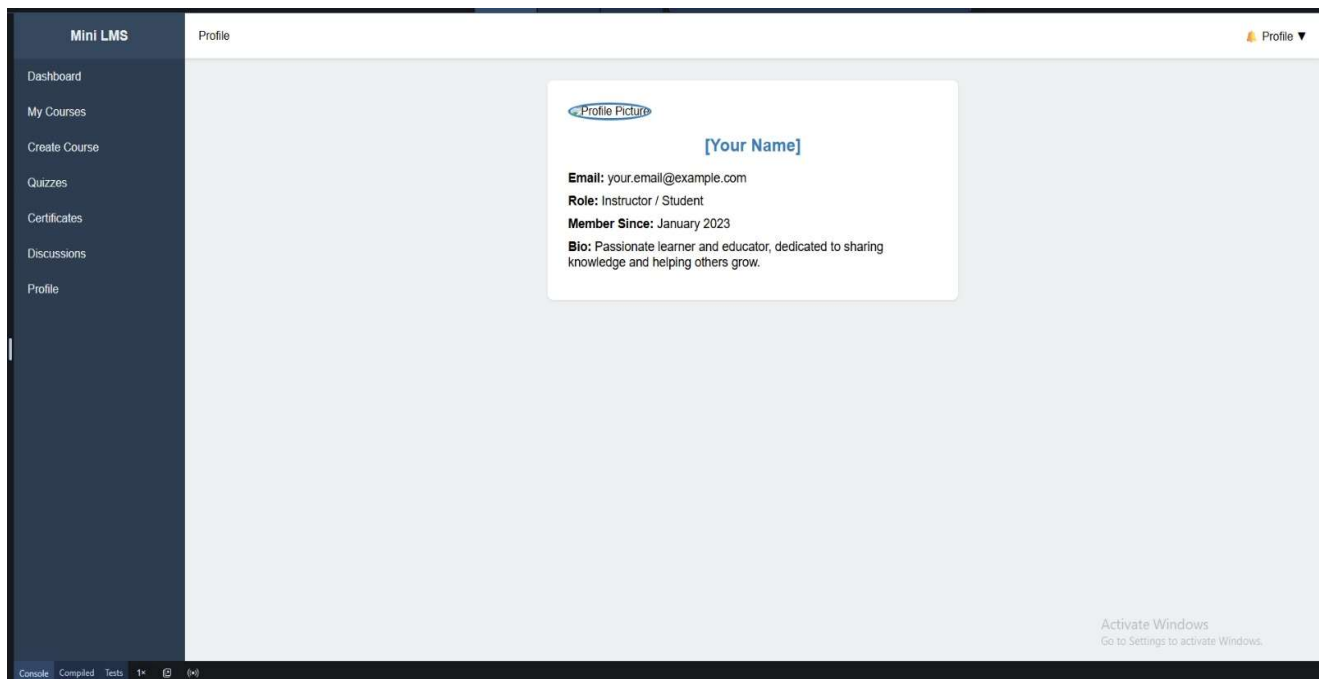 Mini LMS
Profile
🔔 Profile ▼
Dashboard
My Courses
Create Course
Quizzes
Certificates
Discussions
Profile
Profile Picture
[Your Name]
Email: your.email@example.com
Role: Instructor / Student
Member Since: January 2023
Bio: Passionate learner and educator, dedicated to sharing
knowledge and helping others grow.
Activate Windows
Go to Settings to activate Windows.
Console Compiled Tests 1×